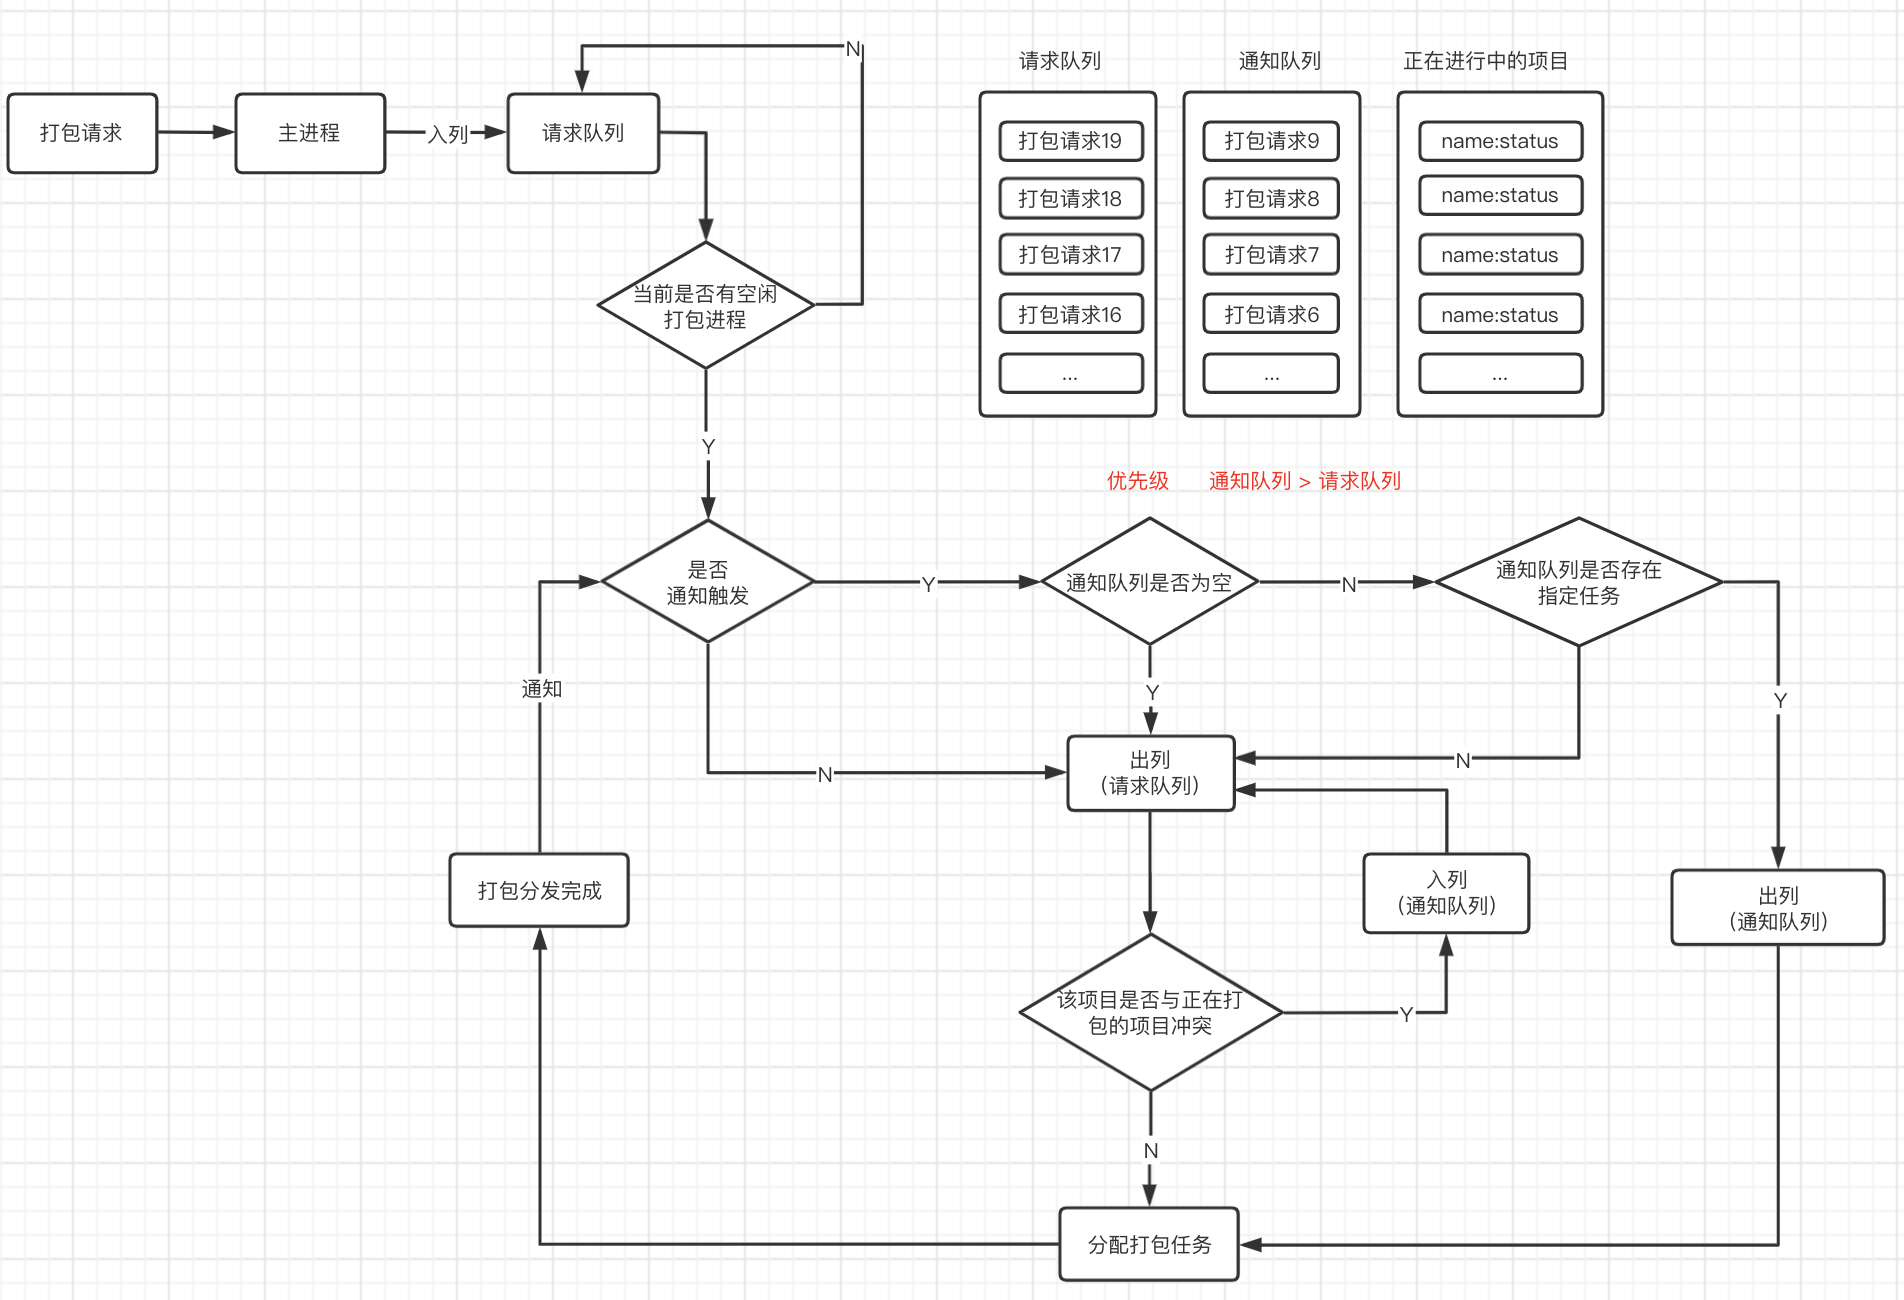 打包请求
主进程
入列
请求队列
N
当前是否有空闲
打包进程
Y
请求队列
打包请求19
打包请求18
打包请求17
打包请求16
...
通知队列
打包请求9
打包请求8
打包请求7
打包请求6
...
正在进行中的项目
name:status
name:status
name:status
name:status
...
优先级 通知队列 > 请求队列
是否
通知触发
Y
通知队列是否为空
N
通知队列是否存在
指定任务
通知
Y
Y
N
N
出列
(请求队列)
打包分发完成
入列
(通知队列)
出列
(通知队列)
该项目是否与正在打
包的项目冲突
Y
N
分配打包任务